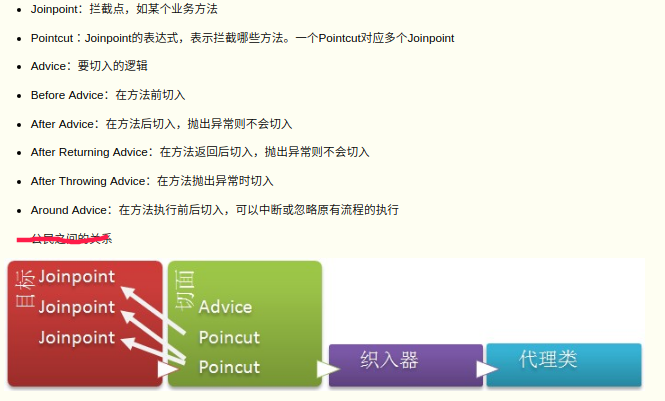 Joinpoint：拦截点，如某个业务方法
Pointcut：Joinpoint的表达式，表示拦截哪些方法。一个Pointcut对应多个Joinpoint
Advice：要切入的逻辑
Before Advice：在方法前切入
After Advice：在方法后切入，抛出异常则不会切入
After Returning Advice：在方法返回后切入，抛出异常则不会切入
After Throwing Advice：在方法抛出异常时切入
Around Advice：在方法执行前后切入，可以中断或忽略原有流程的执行
公民之间的关系
目标
Joinpoint
Joinpoint
Joinpoint
切面
Advice
Poincut
Poincut
织入器
代理类